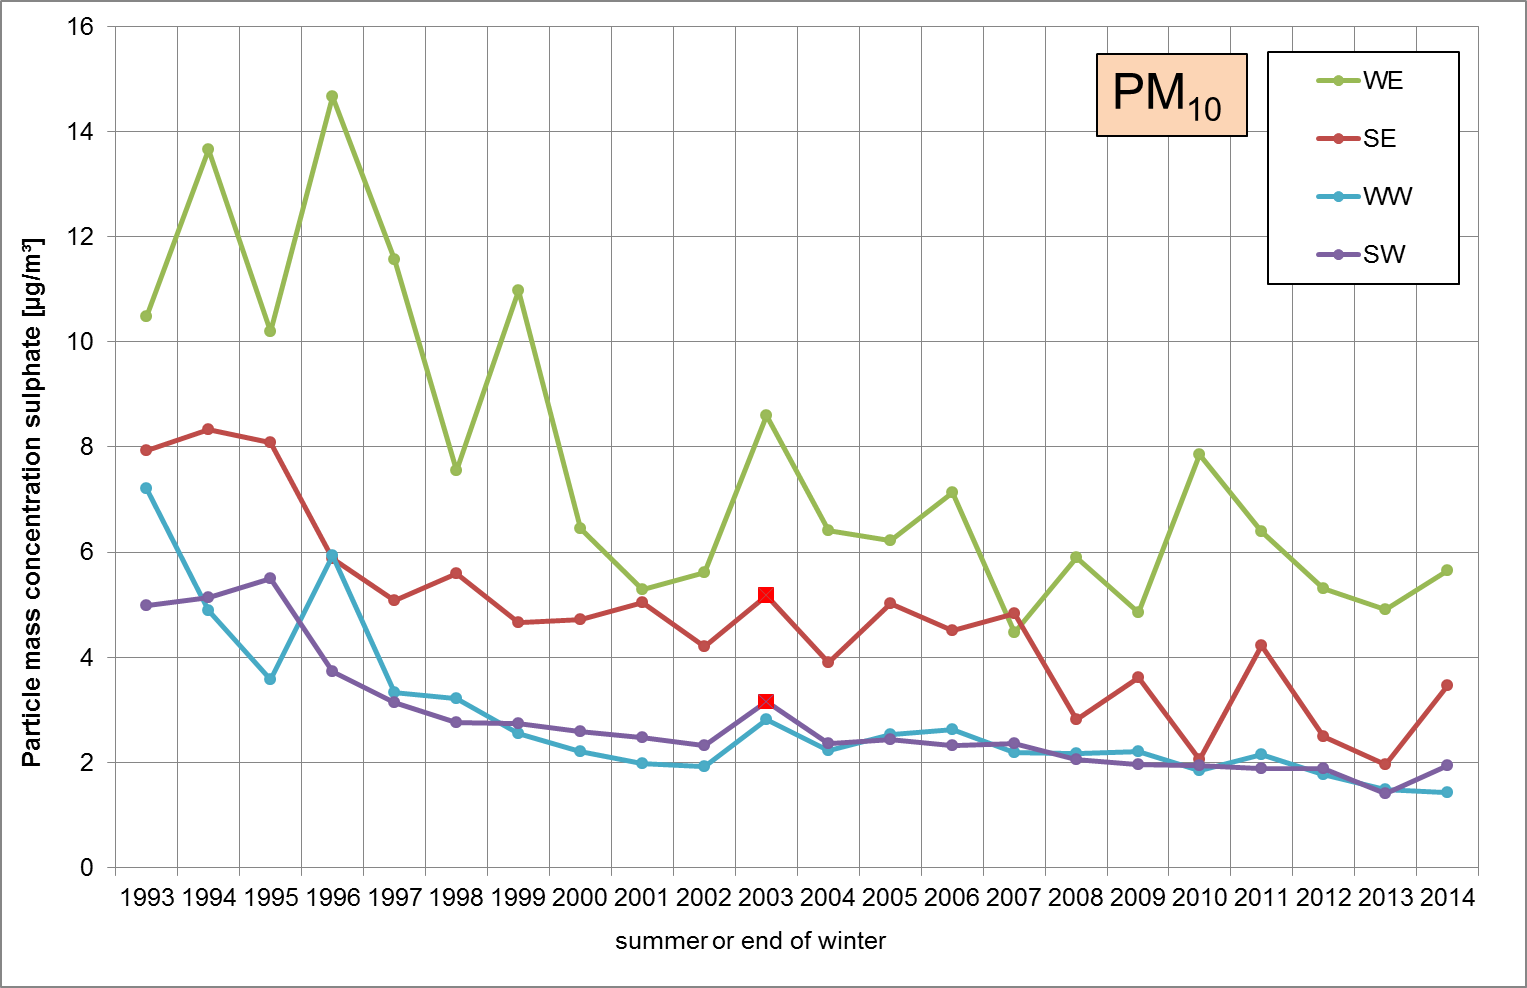 16
14
12
10
8
6
4
2
0
Particle mass concentration sulphate [µg/m³]
PM₁₀
WE
SE
WW
SW
1993 1994 1995 1996 1997 1998 1999 2000 2001 2002 2003 2004 2005 2006 2007 2008 2009 2010 2011 2012 2013 2014
summer or end of winter